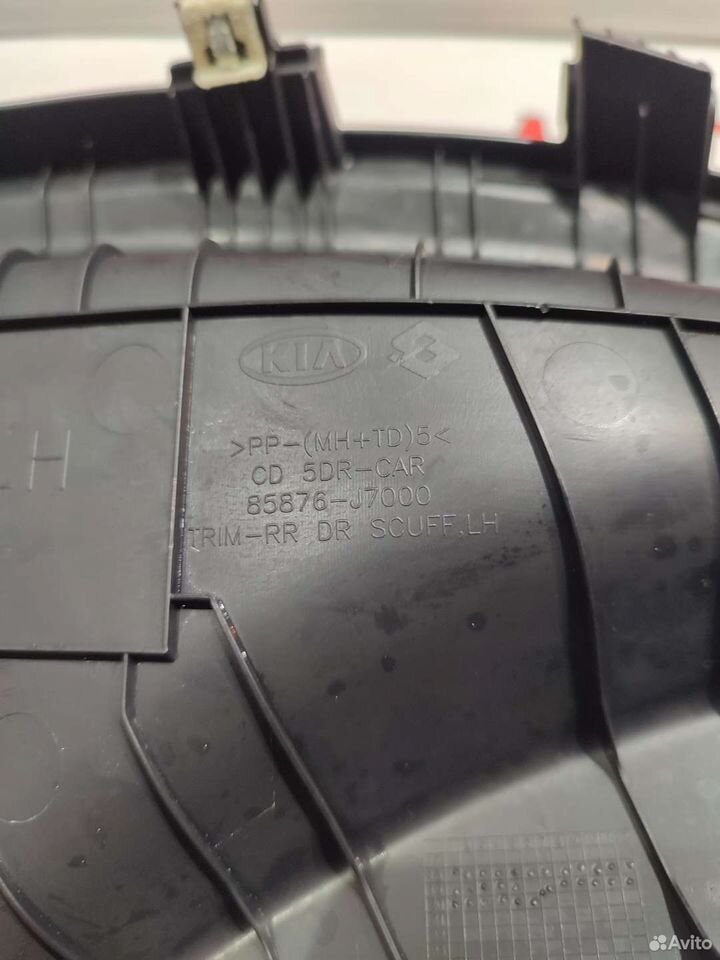 LH
KIA
>PP-(MH+TD)5<
CD 5DR-CAR
85876-J7000
TRIM-RR DR SCUFF,LH
Avito